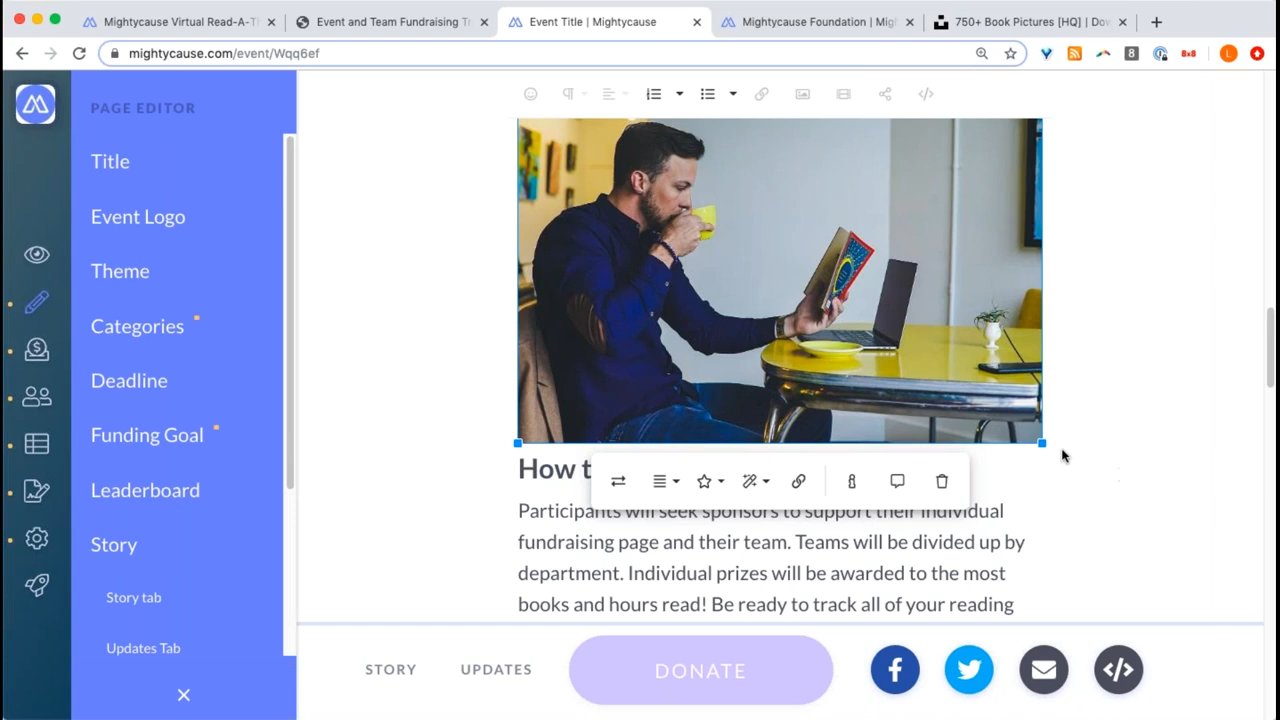 Mightycause Virtual Read-A-Th
Event and Team Fundraising Tr
Event Title | Mightycause
Mightycause Foundation | Mig
750+ Book Pictures [HQ] | Dow
mightycause.com/event/Wqq6ef
8
8x8
L
PAGE EDITOR
Title
Event Logo
Theme
Categories
Deadline
Funding Goal
Leaderboard
Story
Story tab
Updates Tab
How t
Participants will seek sponsors to support their individual
fundraising page and their team. Teams will be divided up by
department. Individual prizes will be awarded to the most
books and hours read! Be ready to track all of your reading
STORY
UPDATES
DONATE